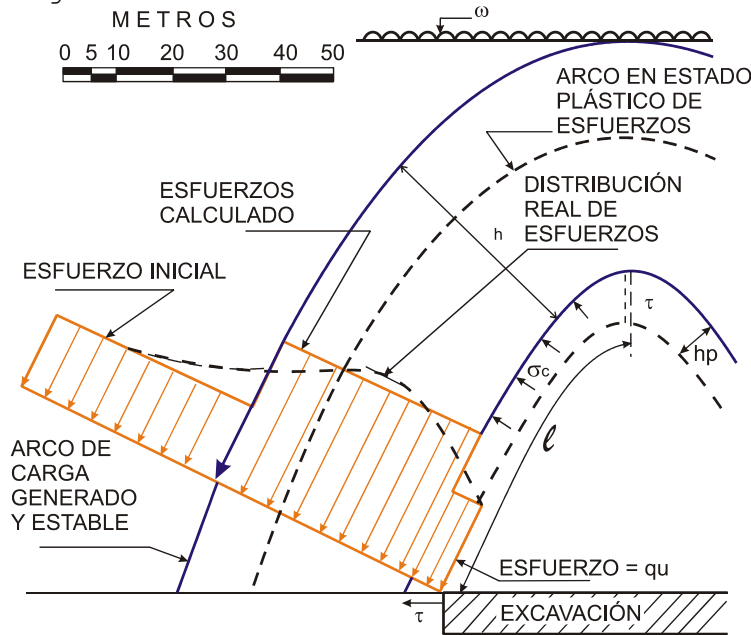 METROS
0 5 10 20 30 40 50
ω
ARCO EN ESTADO
PLÁSTICO DE
ESFUERZOS
ESFUERZOS
CALCULADO
DISTRIBUCIÓN
REAL DE
ESFUERZOS
h
ESFUERZO INICIAL
τ
hp
σc
ℓ
ARCO DE
CARGA
GENERADO
Y ESTABLE
ESFUERZO = qu
τ
EXCAVACIÓN